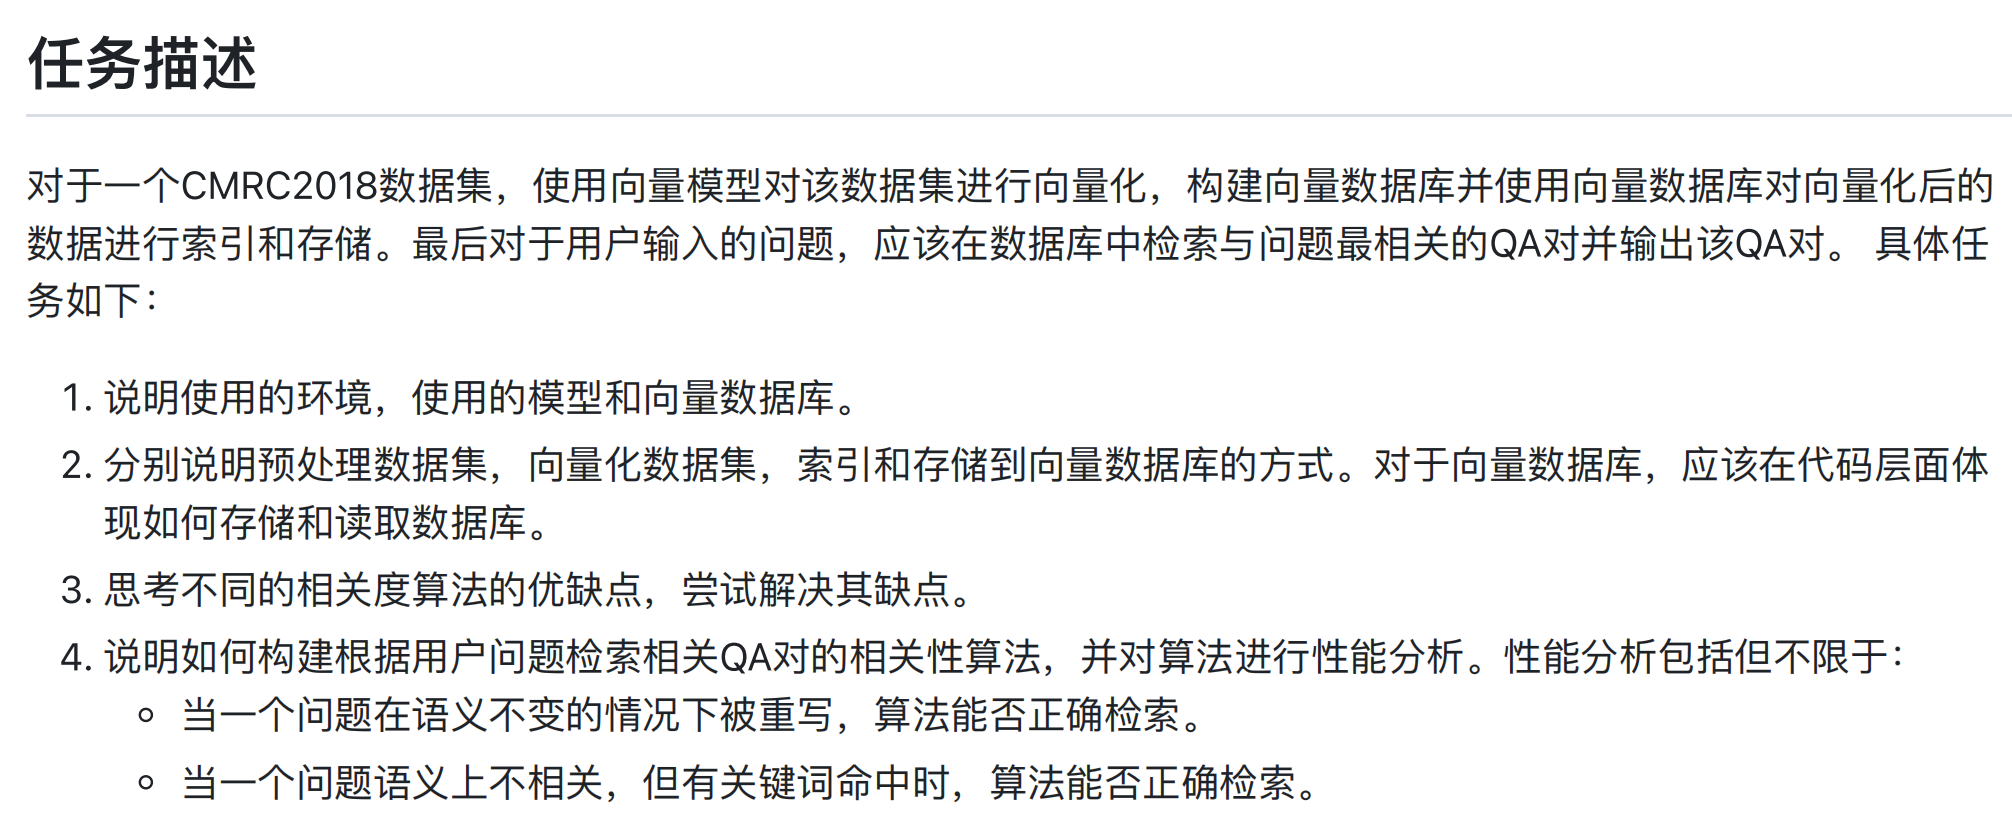 任务描述
对于一个CMRC2018数据集，使用向量模型对该数据集进行向量化，构建向量数据库并使用向量数据库对向量化后的
数据进行索引和存储。最后对于用户输入的问题，应该在数据库中检索与问题最相关的QA对并输出该QA对。 具体任
务如下：
1. 说明使用的环境，使用的模型和向量数据库。
2. 分别说明预处理数据集，向量化数据集，索引和存储到向量数据库的方式。对于向量数据库，应该在代码层面体
现如何存储和读取数据库。
3. 思考不同的相关度算法的优缺点，尝试解决其缺点。
4. 说明如何构建根据用户问题检索相关QA对的相关性算法，并对算法进行性能分析。性能分析包括但不限于：
○ 当一个问题在语义不变的情况下被重写，算法能否正确检索。
○ 当一个问题语义上不相关，但有关键词命中时，算法能否正确检索。